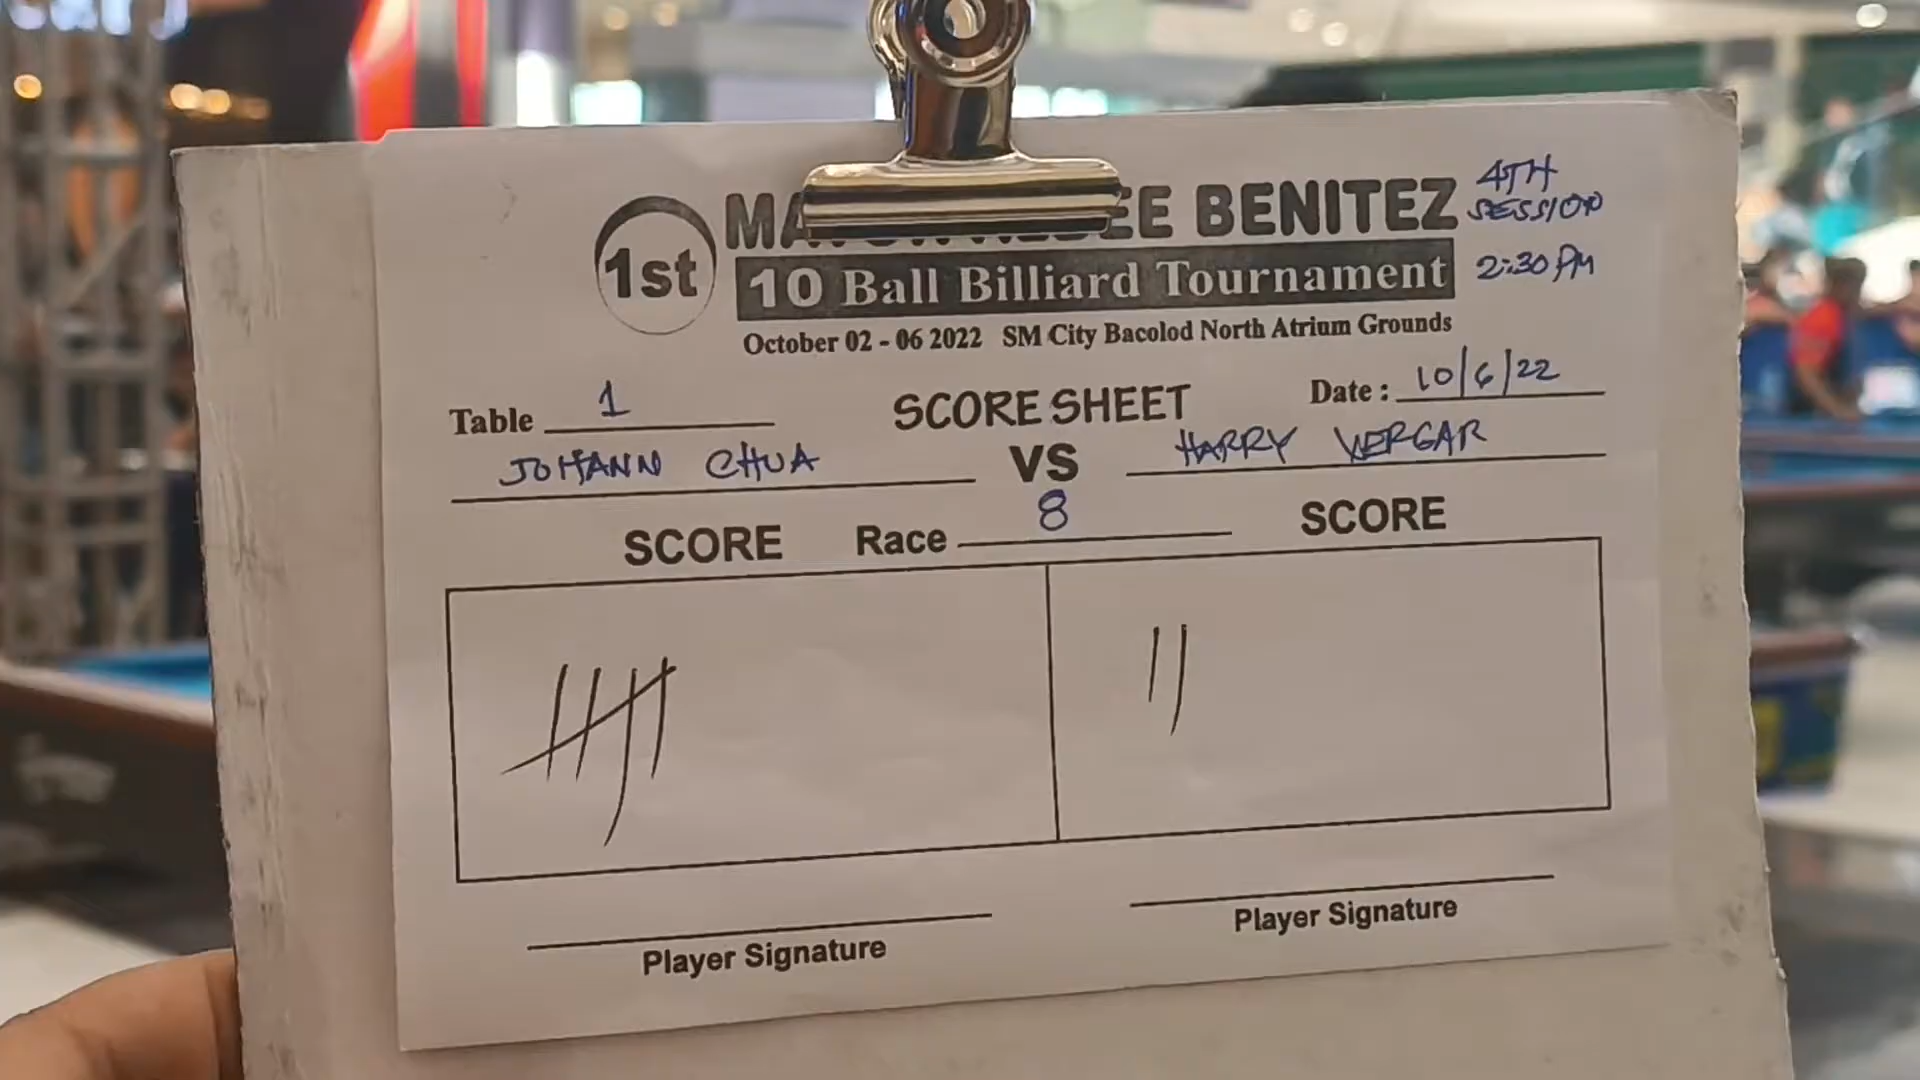 1st
BENITEZ
4TH
SESSION
10 Ball Billiard Tournament
2:30 PM
October 02 - 06 2022 SM City Bacolod North Atrium Grounds
Table 1 SCORE SHEET Date : 10/6/22
JOHANN CHUA VS HARRY VERGAR
SCORE Race 8 SCORE
Player Signature Player Signature